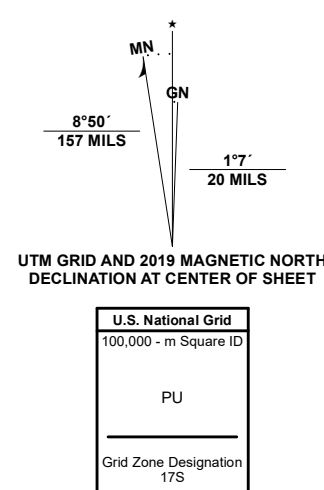 ★
MN
GN
8°50´
157 MILS
1°7´
20 MILS
UTM GRID AND 2019 MAGNETIC NORTH
DECLINATION AT CENTER OF SHEET
U.S. National Grid
100,000 - m Square ID
PU
Grid Zone Designation
17S